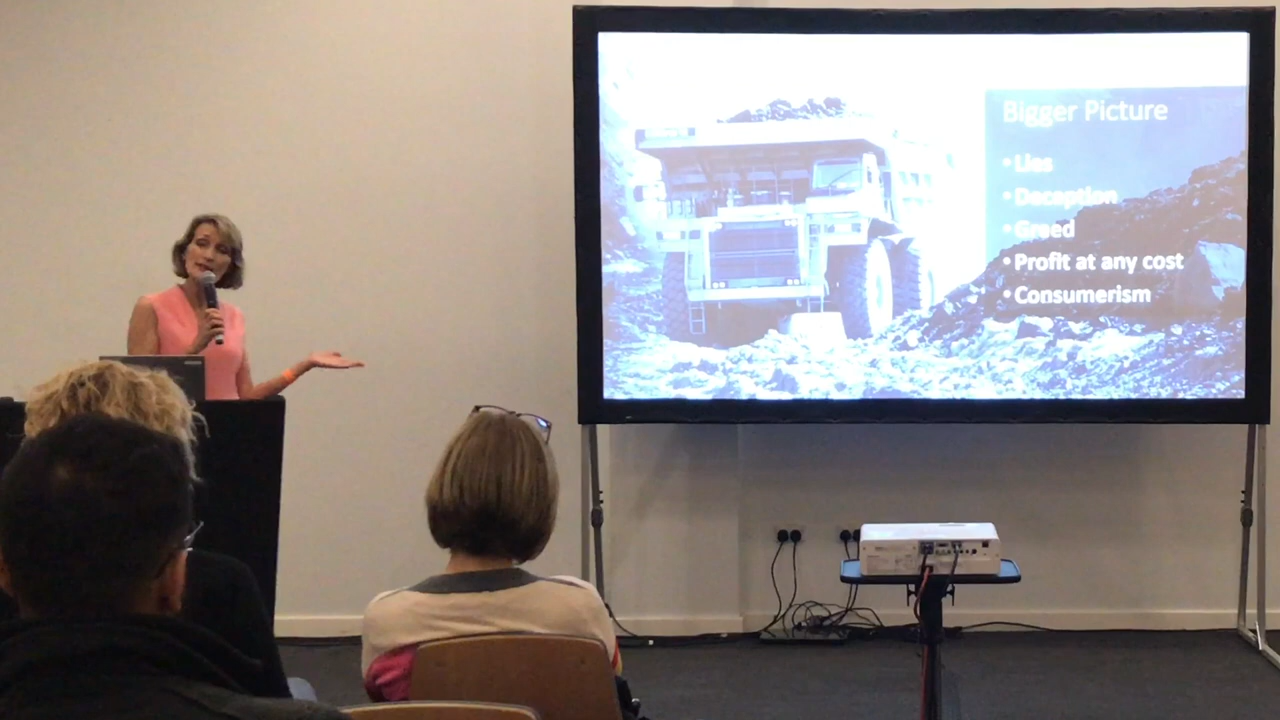 Bigger Picture
• Lies
• Deception
• Greed
• Profit at any cost
• Consumerism